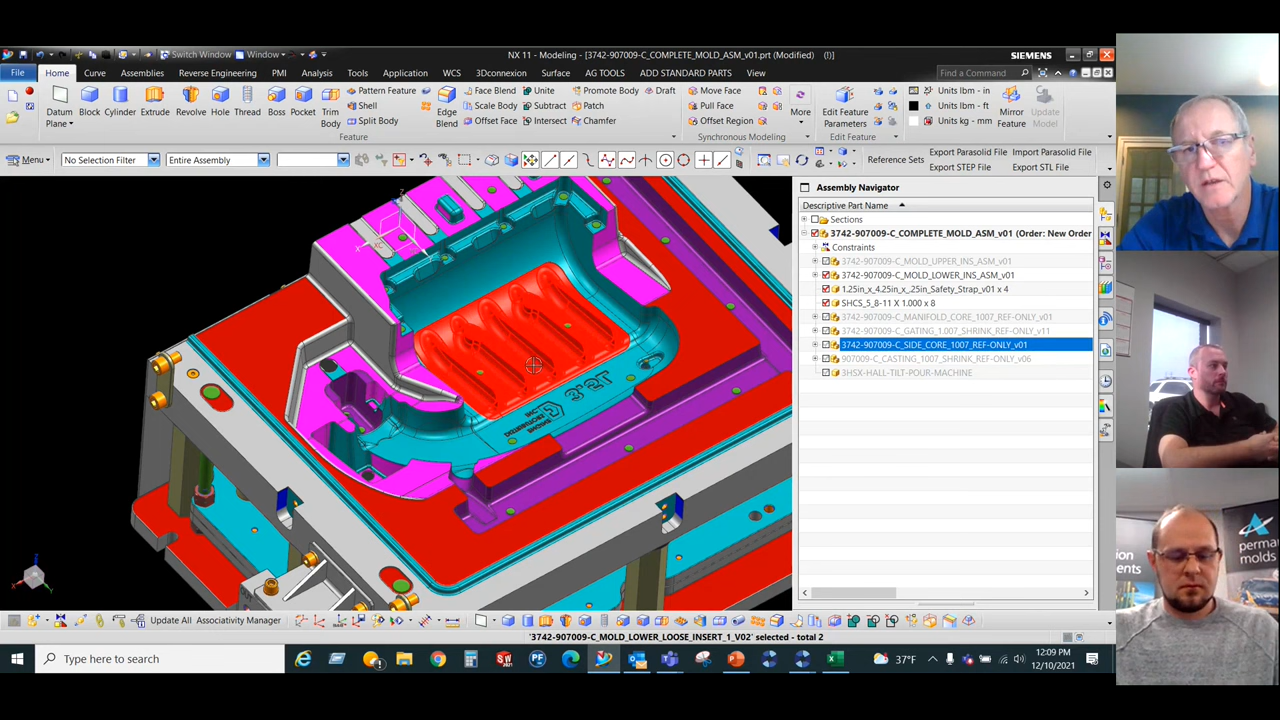 Switch Window Window NX 11 - Modeling - [3742-907009-C_COMPLETE_MOLD_ASM_v01.prt (Modified) (!)] SIEMENS
File Home Curve Assemblies Reverse Engineering PMI Analysis Tools Application WCS 3Dconnexion Surface AG TOOLS ADD STANDARD PARTS View Find a Command
Datum Plane Block Cylinder Extrude Revolve Hole Thread Boss Pocket Trim Body
Pattern Feature Shell Split Body
Edge Blend
Face Blend Scale Body Offset Face
Unite Subtract Intersect
Promote Body Patch Chamfer
Draft
Move Face Pull Face Offset Region
More
Edit Feature Parameters
Units lbm - in
Units lbm - ft
Units kg - mm
Mirror Feature
Update Model
Feature Synchronous Modeling Edit Feature
Menu No Selection Filter Entire Assembly Reference Sets Export Parasolid File Import Parasolid File
Export STEP File Export STL File
Assembly Navigator
Descriptive Part Name
Sections
3742-907009-C_COMPLETE_MOLD_ASM_v01 (Order: New Order
Constraints
3742-907009-C_MOLD_UPPER_INS_ASM_v01
3742-907009-C_MOLD_LOWER_INS_ASM_v01
1.25in_x_4.25in_x_.25in_Safety_Strap_v01 x 4
SHCS_5_8-11 X 1.000 x 8
3742-907009-C_MANIFOLD_CORE_1007_REF-ONLY_v01
3742-907009-C_GATING_1.007_SHRINK_REF-ONLY_v11
3742-907009-C_SIDE_CORE_1007_REF-ONLY_v01
907009-C_CASTING_1007_SHRINK_REF-ONLY_v06
3HSX-HALL-TILT-POUR-MACHINE
Update All Associativity Manager
'3742-907009-C_MOLD_LOWER_LOOSE_INSERT_1_V02' selected - total 2
Type here to search
37°F
12:09 PM
12/10/2021
perma
molds